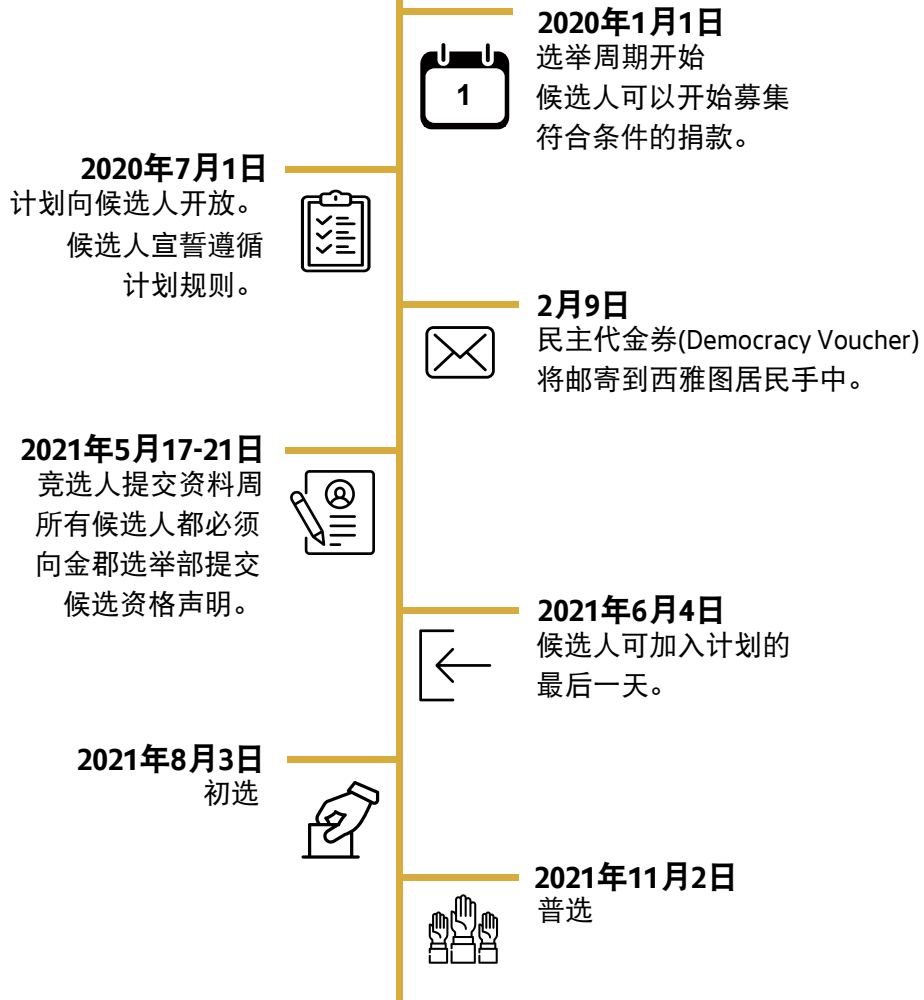 2020年1月1日
选举周期开始
候选人可以开始募集
符合条件的捐款。
1
2020年7月1日
计划向候选人开放。
候选人宣誓遵循
计划规则。
2月9日
民主代金券(Democracy Voucher)
将邮寄到西雅图居民手中。
2021年5月17-21日
竞选人提交资料周
所有候选人都必须
向金郡选举部提交
候选资格声明。
2021年6月4日
候选人可加入计划的
最后一天。
2021年8月3日
初选
2021年11月2日
普选